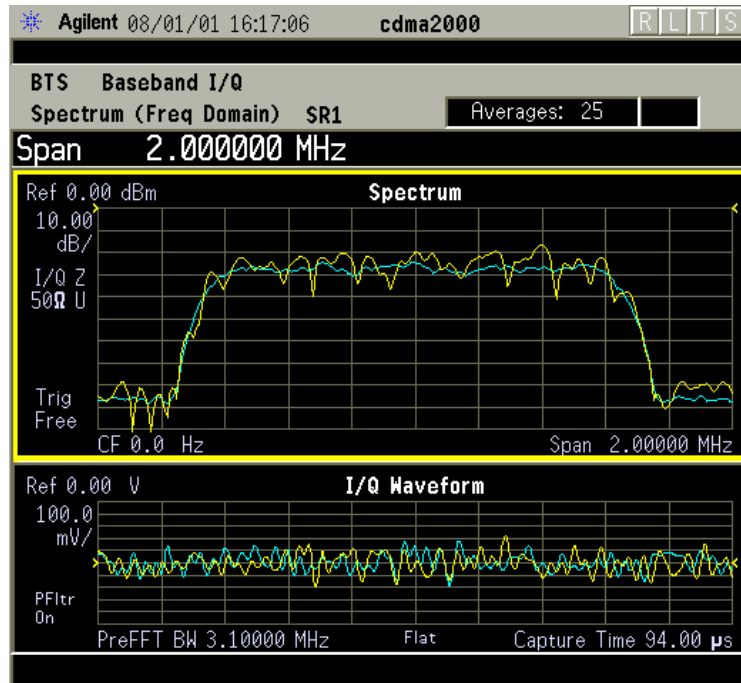 Agilent 08/01/01 16:17:06 cdma2000 R L T S
BTS Baseband I/Q
Spectrum (Freq Domain) SR1 Averages: 25
Span 2.000000 MHz
Ref 0.00 dBm Spectrum
10.00
dB/
I/Q Z
50Ω U
Trig
Free
CF 0.0 Hz Span 2.00000 MHz
Ref 0.00 V I/Q Waveform
100.0
mV/
PFltr
On
PreFFT BW 3.10000 MHz Flat Capture Time 94.00 µs